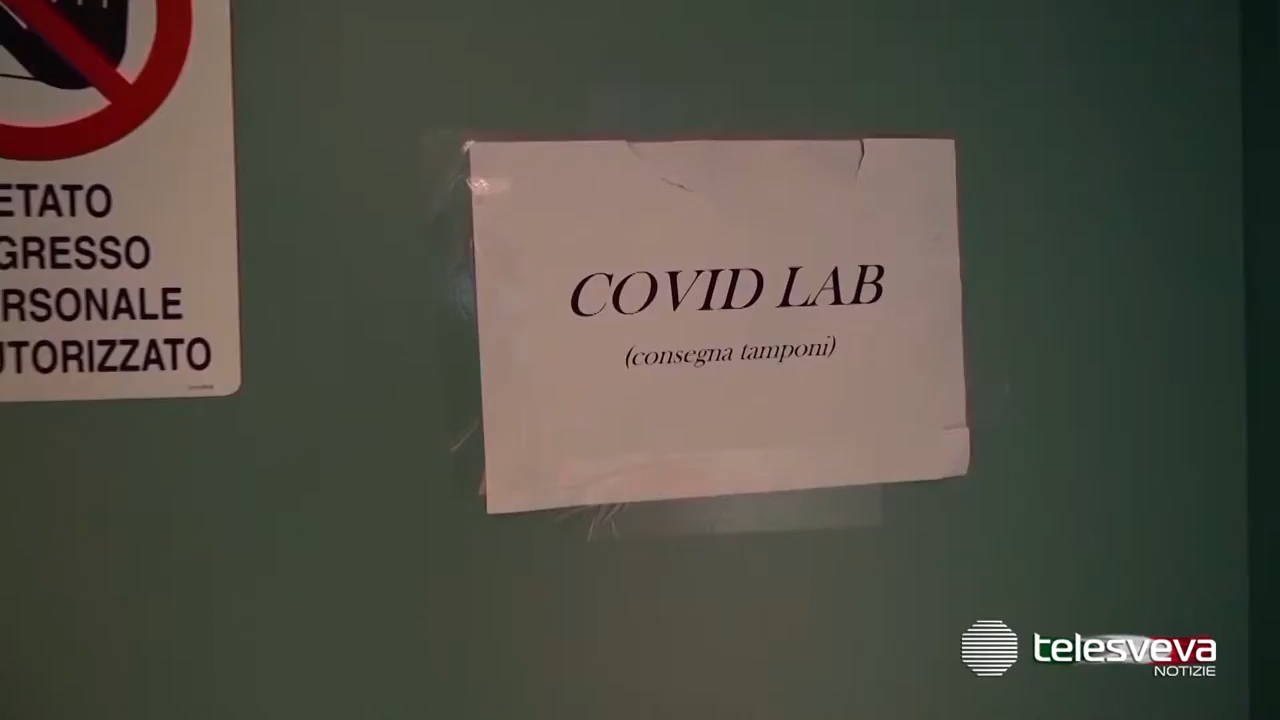 ETATO
GRESSO
RSONALE
UTORIZZATO
COVID LAB
(consegna tamponi)
telesveva
NOTIZIE